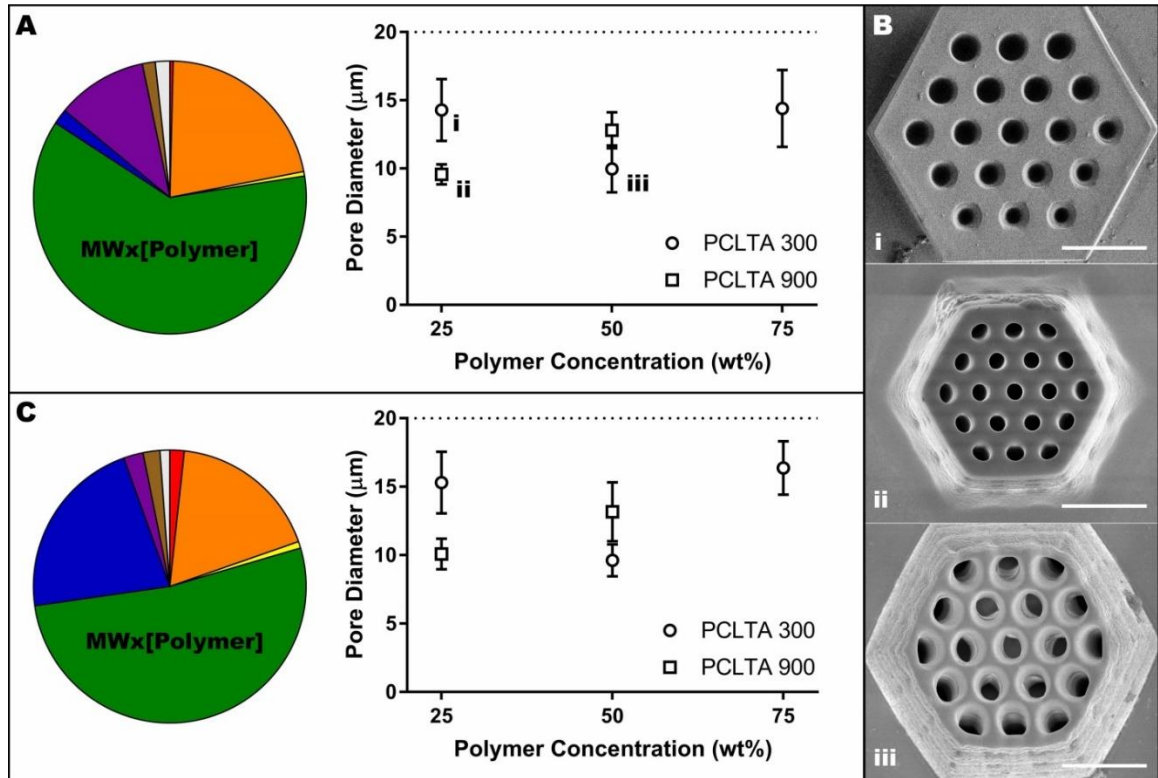 A
MWx[Polymer]
Pore Diameter (μm)
20
15
10
5
0
i
ii
iii
PCLTA 300
PCLTA 900
25
50
75
Polymer Concentration (wt%)
B
i
ii
iii
C
MWx[Polymer]
Pore Diameter (μm)
20
15
10
5
0
PCLTA 300
PCLTA 900
25
50
75
Polymer Concentration (wt%)